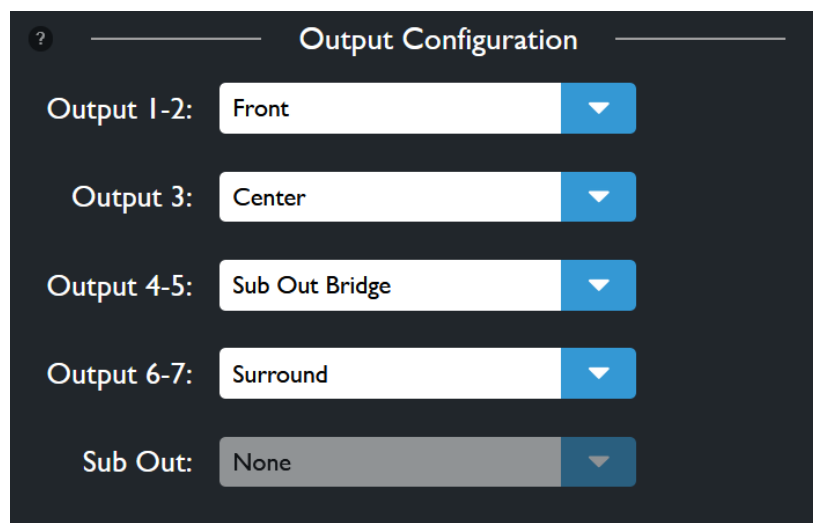 ? Output Configuration
Output 1-2: Front
Output 3: Center
Output 4-5: Sub Out Bridge
Output 6-7: Surround
Sub Out: None